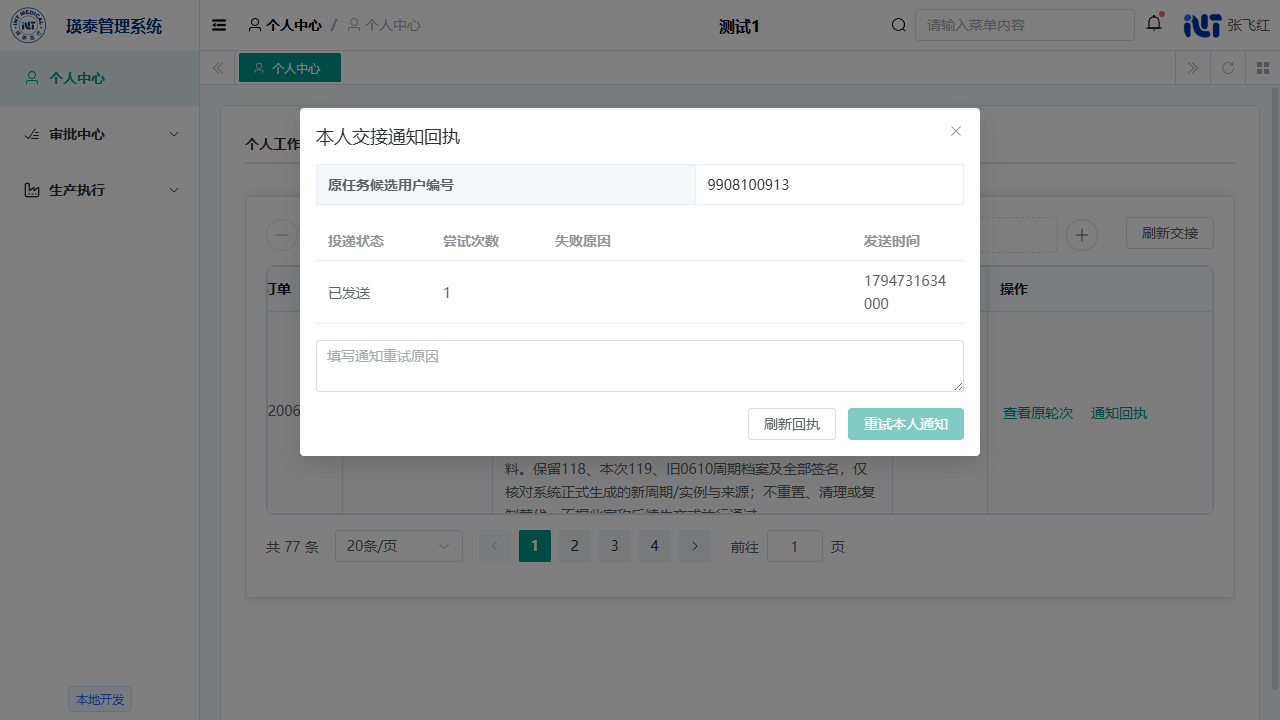 瑛泰管理系统
个人中心 / 个人中心
测试1
请输入菜单内容
张飞红
个人中心
审批中心
生产执行
个人中心
个人工作
刷新交接
订单
操作
2006
查看原轮次 通知回执
料。保留118、本次119、旧0610周期档案及全部签名，仅
核对系统正式生成的新周期/实例与来源；不重置、清理或复
共 77 条
20条/页
1 2 3 4
前往 1 页
本地开发
本人交接通知回执
原任务候选用户编号 9908100913
投递状态 尝试次数 失败原因 发送时间
已发送 1 1794731634
000
填写通知重试原因
刷新回执 重试本人通知